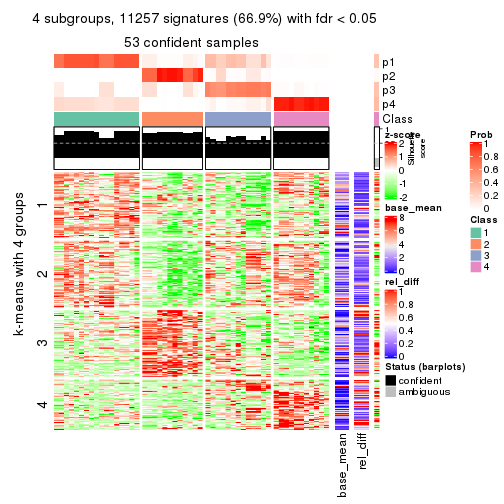 4 subgroups, 11257 signatures (66.9%) with fdr < 0.05
53 confident samples
p1
p2
p3
p4
Class
1
Silhouette
score
z-score
2
1
0
-1
-2
Prob
1
0.8
0.6
0.4
0.2
0
Class
1
2
3
4
base_mean
8
6
4
2
0
rel_diff
1
0.8
0.6
0.4
0.2
0
Status (barplots)
confident
ambiguous
k-means with 4 groups
1
2
3
4
base_mean
rel_diff